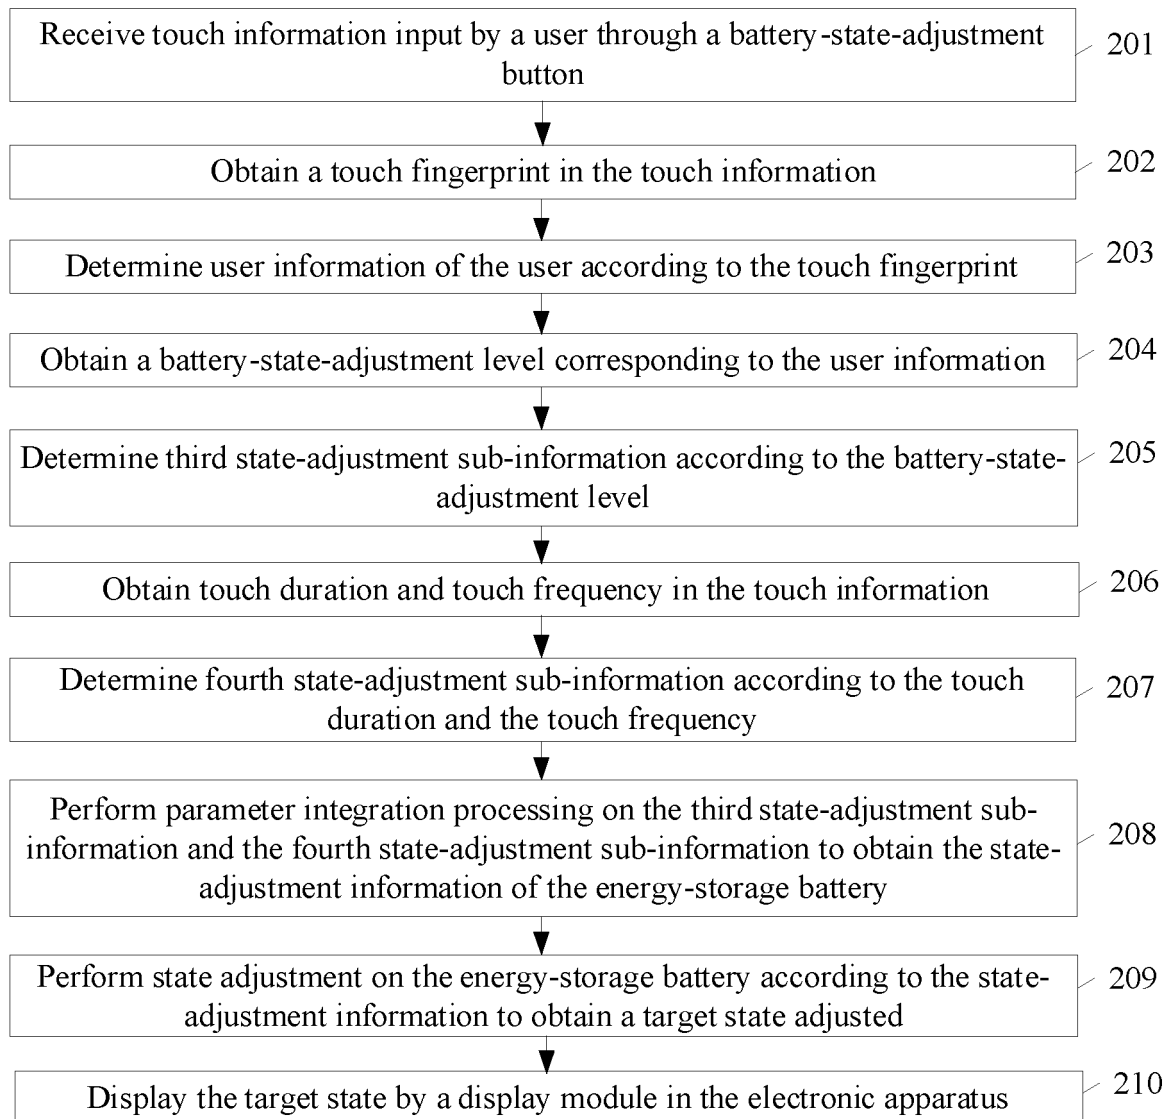 Receive touch information input by a user through a battery-state-adjustment
button
201
Obtain a touch fingerprint in the touch information
202
Determine user information of the user according to the touch fingerprint
203
Obtain a battery-state-adjustment level corresponding to the user information
204
Determine third state-adjustment sub-information according to the battery-state-
adjustment level
205
Obtain touch duration and touch frequency in the touch information
206
Determine fourth state-adjustment sub-information according to the touch
duration and the touch frequency
207
Perform parameter integration processing on the third state-adjustment sub-
information and the fourth state-adjustment sub-information to obtain the state-
adjustment information of the energy-storage battery
208
Perform state adjustment on the energy-storage battery according to the state-
adjustment information to obtain a target state adjusted
209
Display the target state by a display module in the electronic apparatus
210